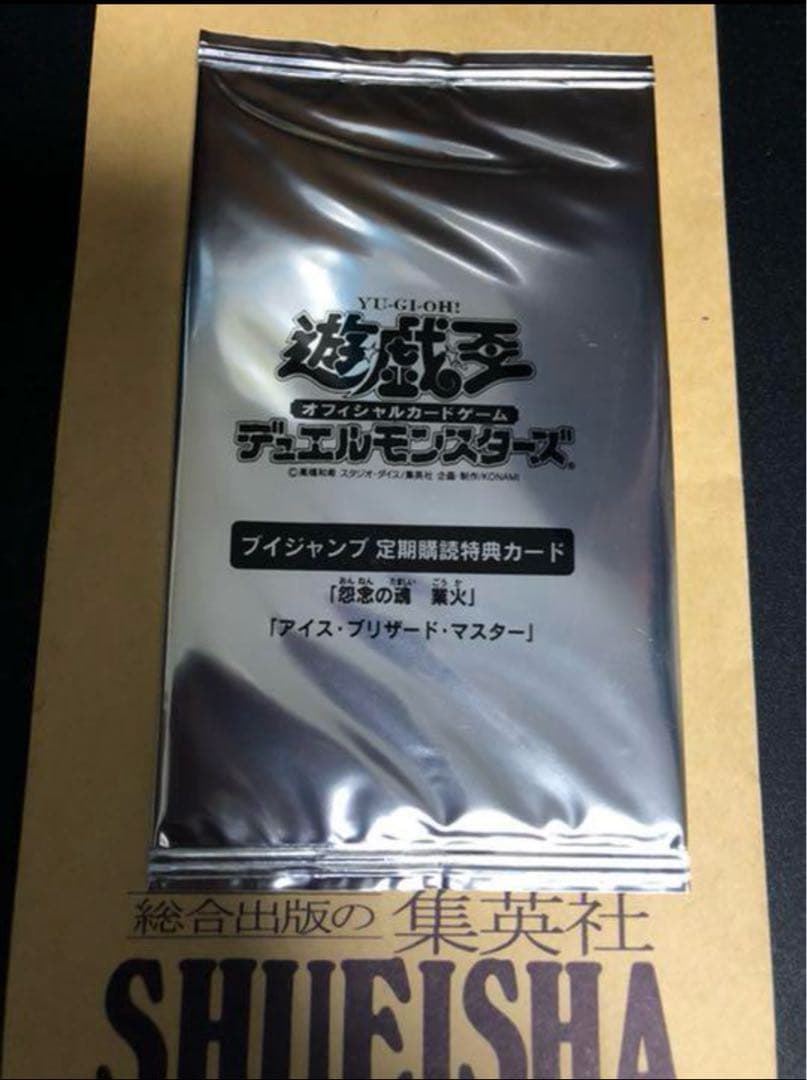 YU-GI-OH!
遊戯王
オフィシャルカードゲーム
デュエルモンスターズ®
©高橋和希 スタジオ・ダイス/集英社 企画・制作/KONAMI
ブイジャンプ 定期購読特典カード
おんねん たましい ごうか
「怨念の魂 業火」
「アイス・ブリザード・マスター」
総合出版の 集英社
SHUEISHA